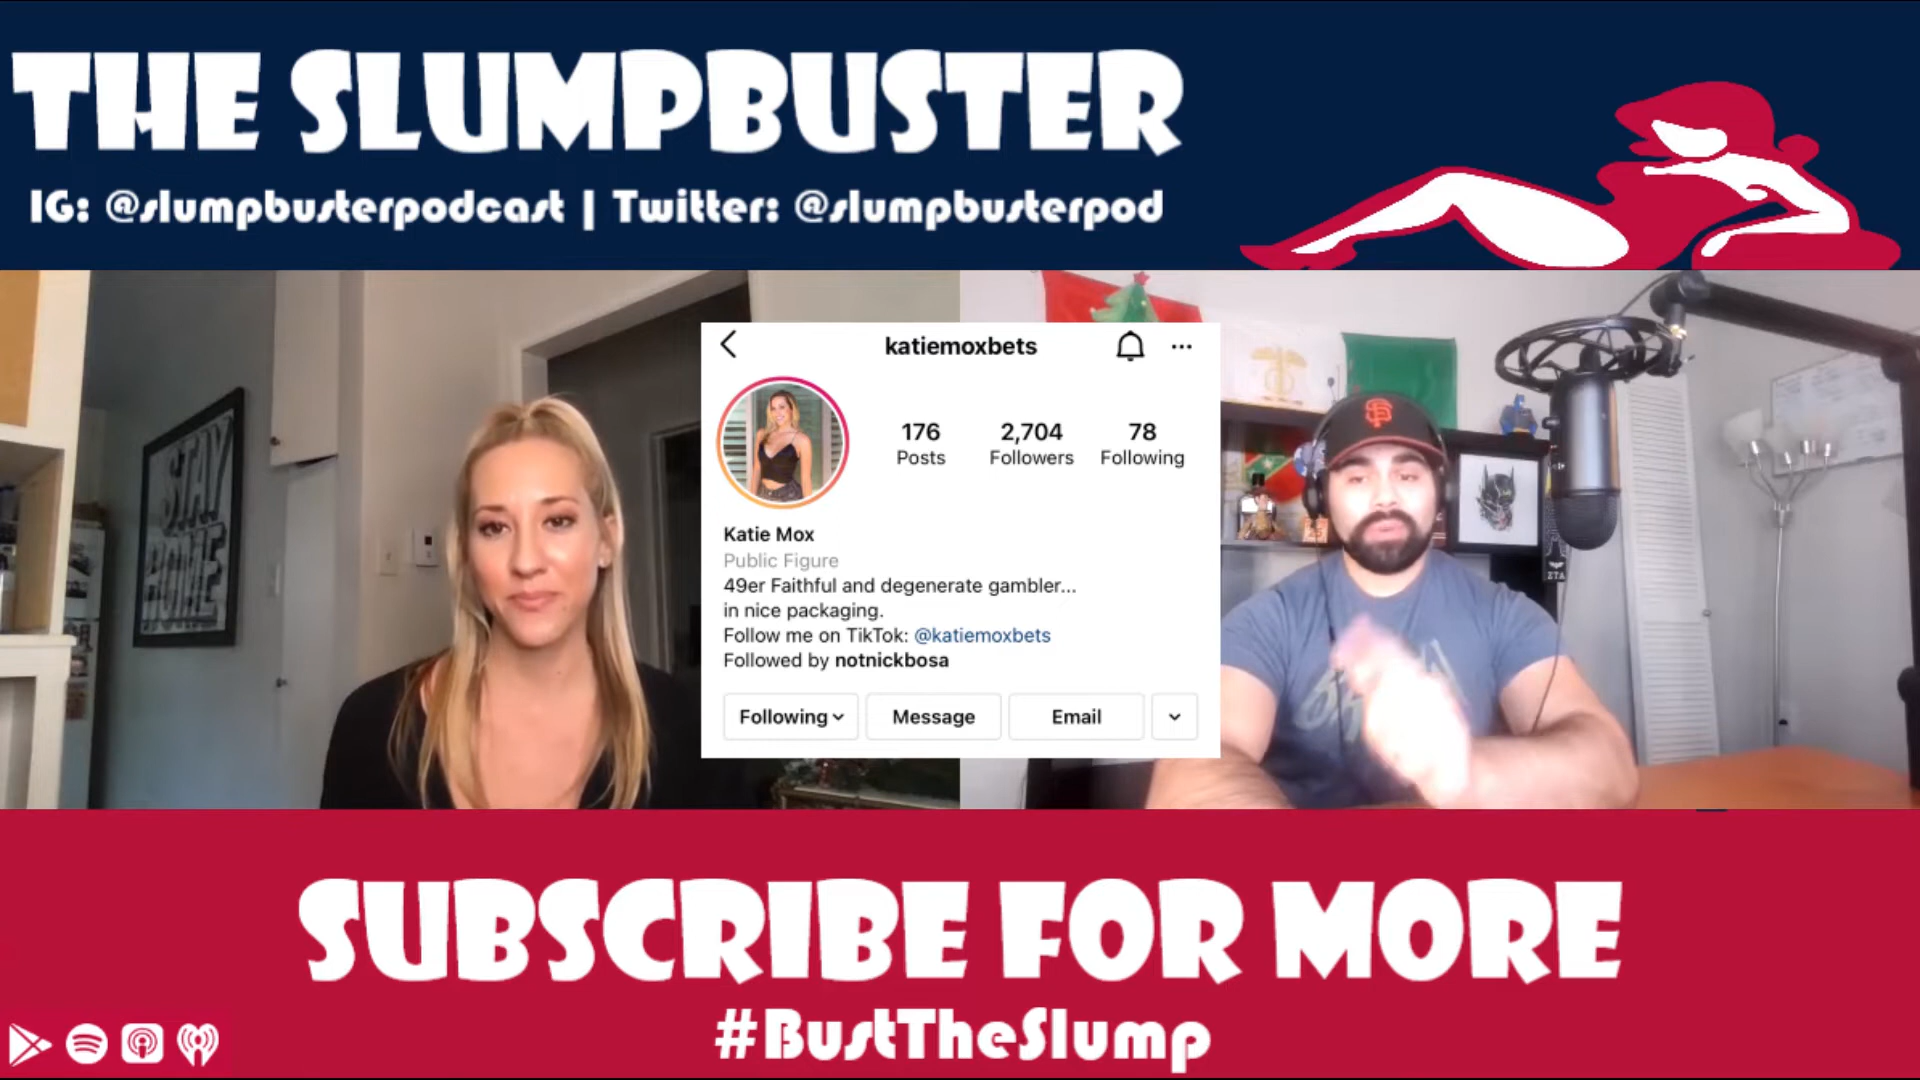 THE SLUMPBUSTER
IG: @slumpbusterpodcast | Twitter: @slumpbusterpod
STAY
HOME
katiemoxbets
176 Posts
2,704 Followers
78 Following
Katie Mox
Public Figure
49er Faithful and degenerate gambler...
in nice packaging.
Follow me on TikTok: @katiemoxbets
Followed by notnickbosa
Following Message Email
SF
ΣTA
SUBSCRIBE FOR MORE
#BustTheSlump